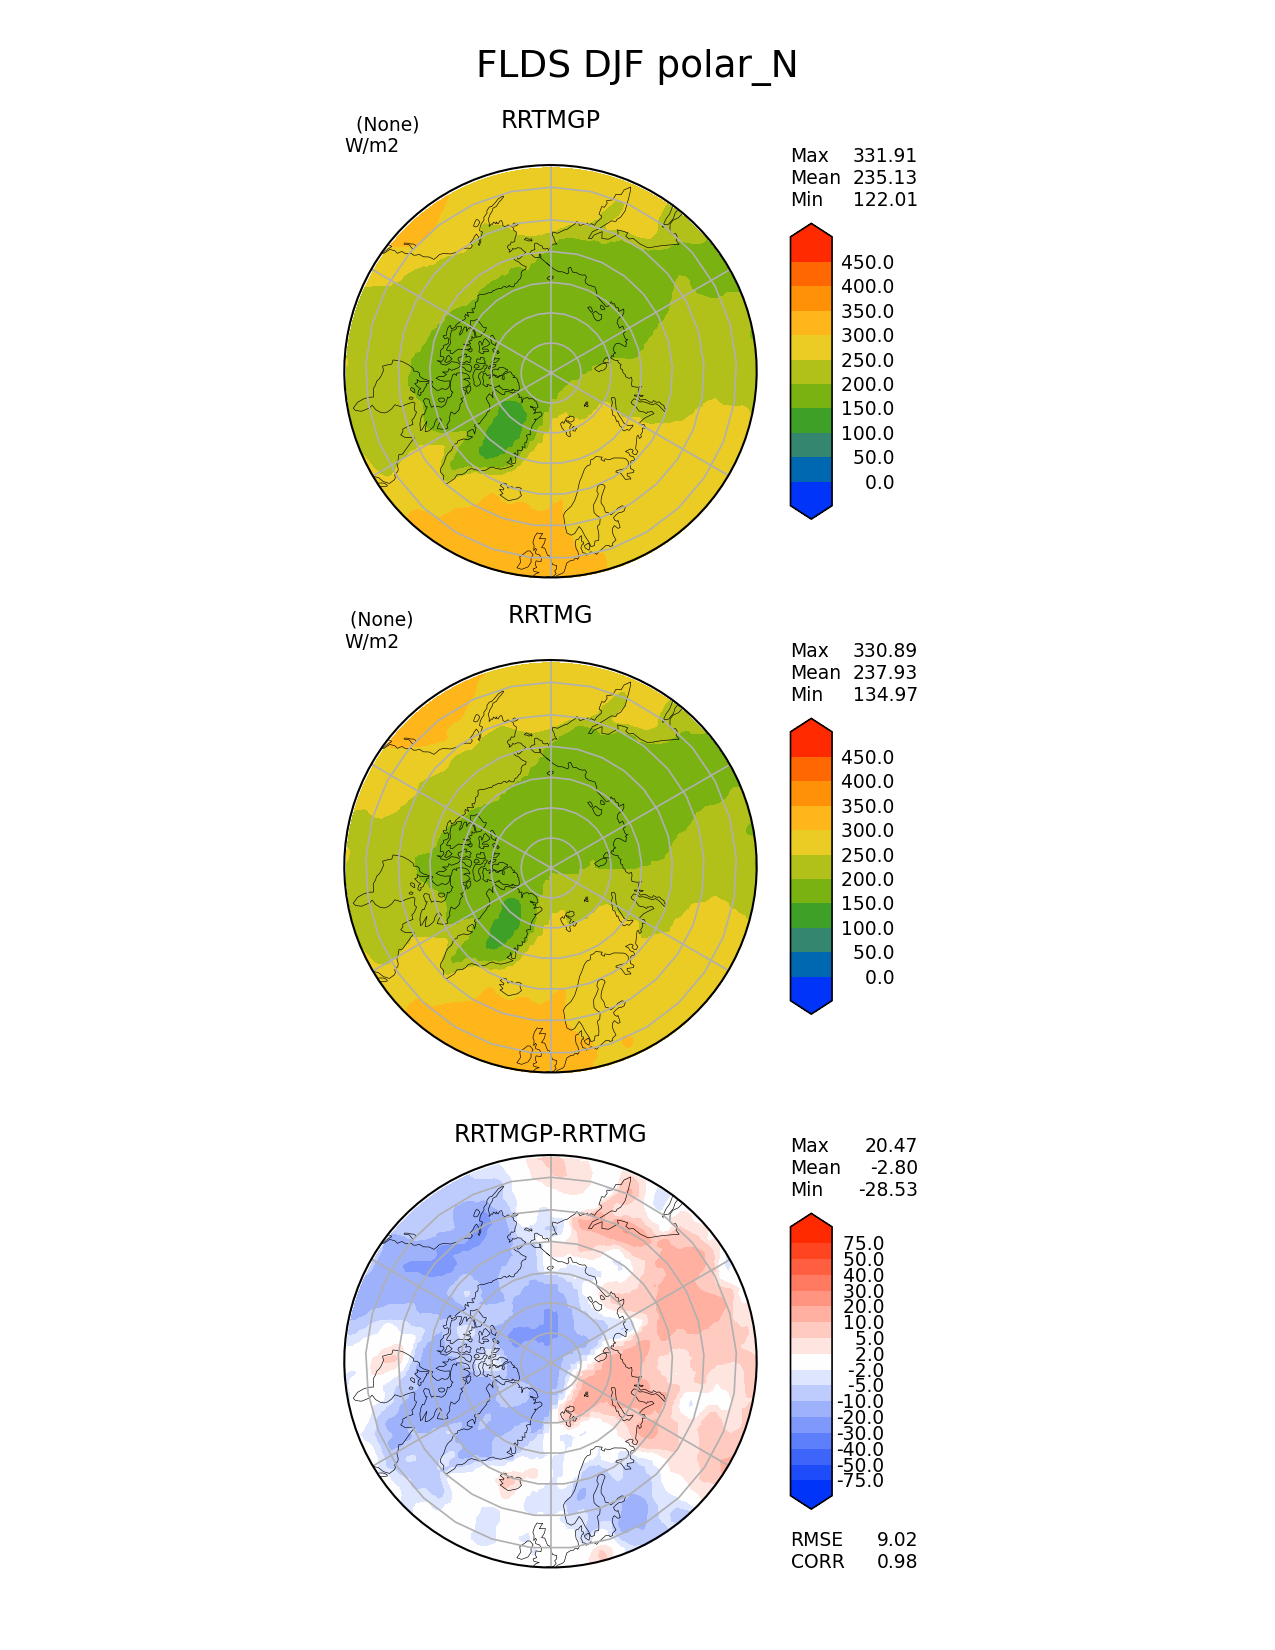 FLDS DJF polar_N
(None)
RRTMGP
W/m2
Max 331.91
Mean 235.13
Min 122.01
450.0
400.0
350.0
300.0
250.0
200.0
150.0
100.0
50.0
0.0
(None)
RRTMG
W/m2
Max 330.89
Mean 237.93
Min 134.97
450.0
400.0
350.0
300.0
250.0
200.0
150.0
100.0
50.0
0.0
RRTMGP-RRTMG
Max 20.47
Mean -2.80
Min -28.53
75.0
50.0
40.0
30.0
20.0
10.0
5.0
2.0
-2.0
-5.0
-10.0
-20.0
-30.0
-40.0
-50.0
-75.0
RMSE 9.02
CORR 0.98